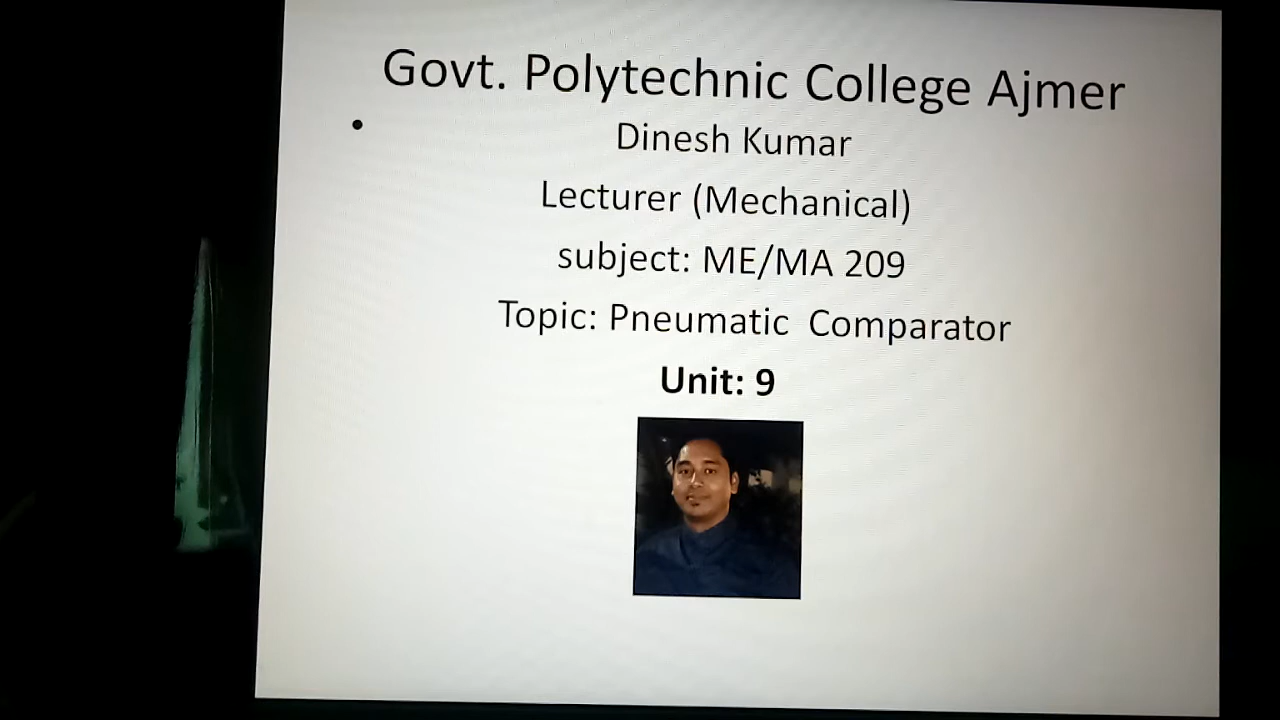 Govt. Polytechnic College Ajmer
• Dinesh Kumar
Lecturer (Mechanical)
subject: ME/MA 209
Topic: Pneumatic Comparator
Unit: 9